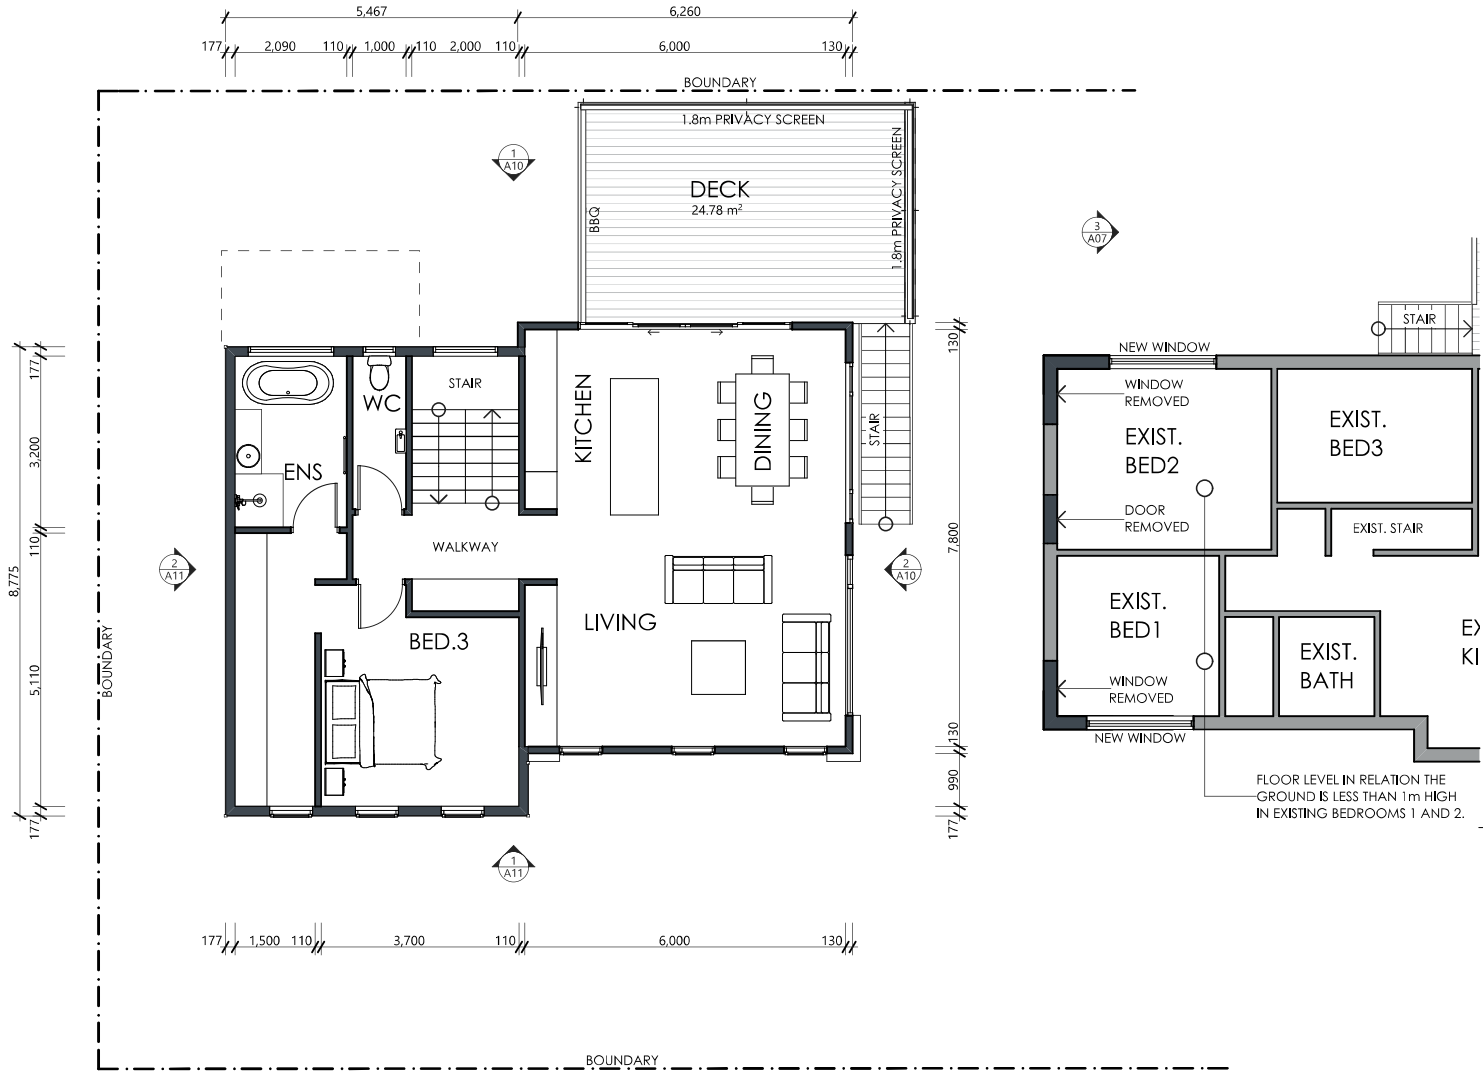 5,467
6,260
177
2,090
110
1,000
110
2,000
110
6,000
130
BOUNDARY
1.8m PRIVACY SCREEN
1.8m PRIVACY SCREEN
DECK
24.78 m²
BBQ
1
A10
3
A07
STAIR
NEW WINDOW
WINDOW
REMOVED
EXIST.
BED2
EXIST.
BED3
DOOR
REMOVED
EXIST. STAIR
EXIST.
BED1
EXIST.
BATH
WINDOW
REMOVED
NEW WINDOW
FLOOR LEVEL IN RELATION THE
GROUND IS LESS THAN 1m HIGH
IN EXISTING BEDROOMS 1 AND 2.
EX
KI
STAIR
WC
ENS
KITCHEN
DINING
STAIR
WALKWAY
LIVING
BED.3
2
A11
2
A10
1
A11
8,775
177
3,200
110
5,110
177
130
7,800
130
990
177
BOUNDARY
177
1,500
110
3,700
110
6,000
130
BOUNDARY